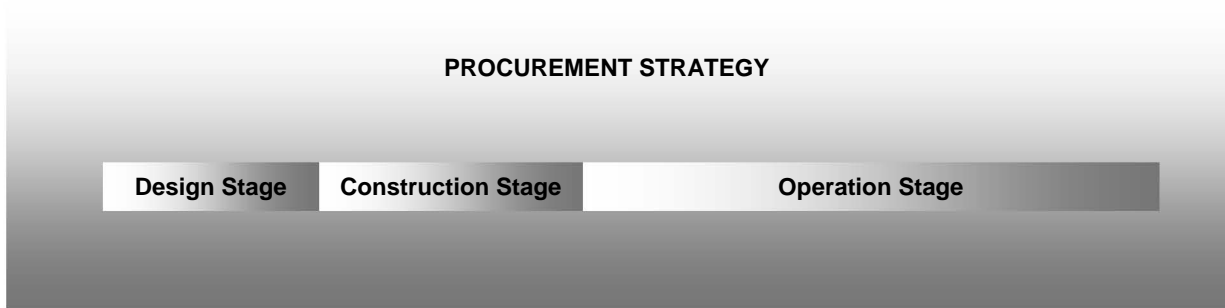 PROCUREMENT STRATEGY
Design Stage Construction Stage Operation Stage